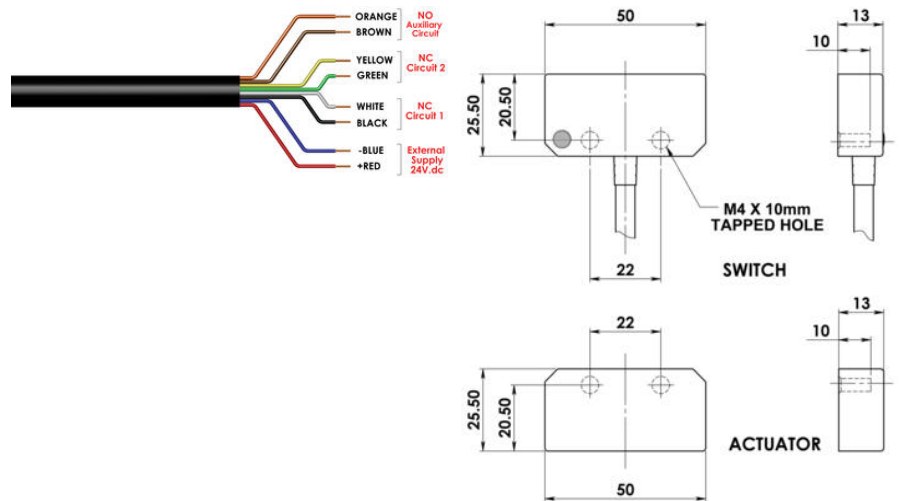 ORANGE
BROWN
NO
Auxiliary
Circuit
YELLOW
GREEN
NC
Circuit 2
WHITE
BLACK
NC
Circuit 1
-BLUE
+RED
External
Supply
24V.dc
50
13
10
25.50
20.50
M4 X 10mm
TAPPED HOLE
22
SWITCH
22
13
10
25.50
20.50
ACTUATOR
50